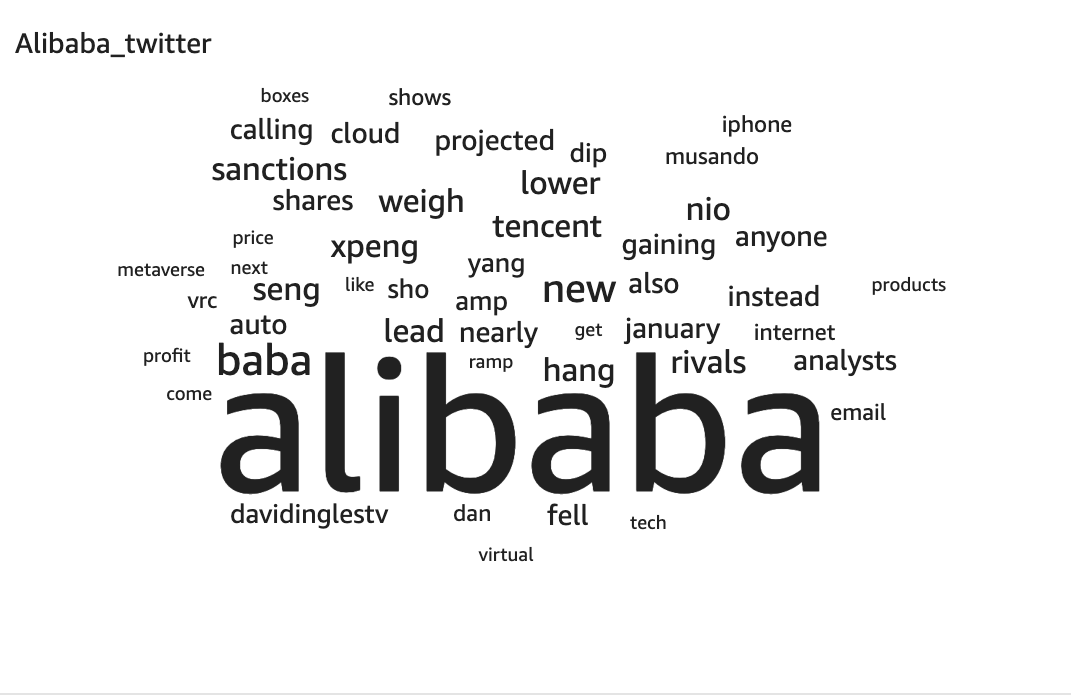 Alibaba_twitter
boxes shows
calling cloud projected dip iphone
sanctions lower musando
shares weigh nio
tencent
price xpeng gaining anyone
metaverse next yang
vrc seng like sho amp new also instead products
auto lead nearly get january internet
profit baba ramp hang rivals analysts
come alibaba email
davidinglestv dan fell tech
virtual